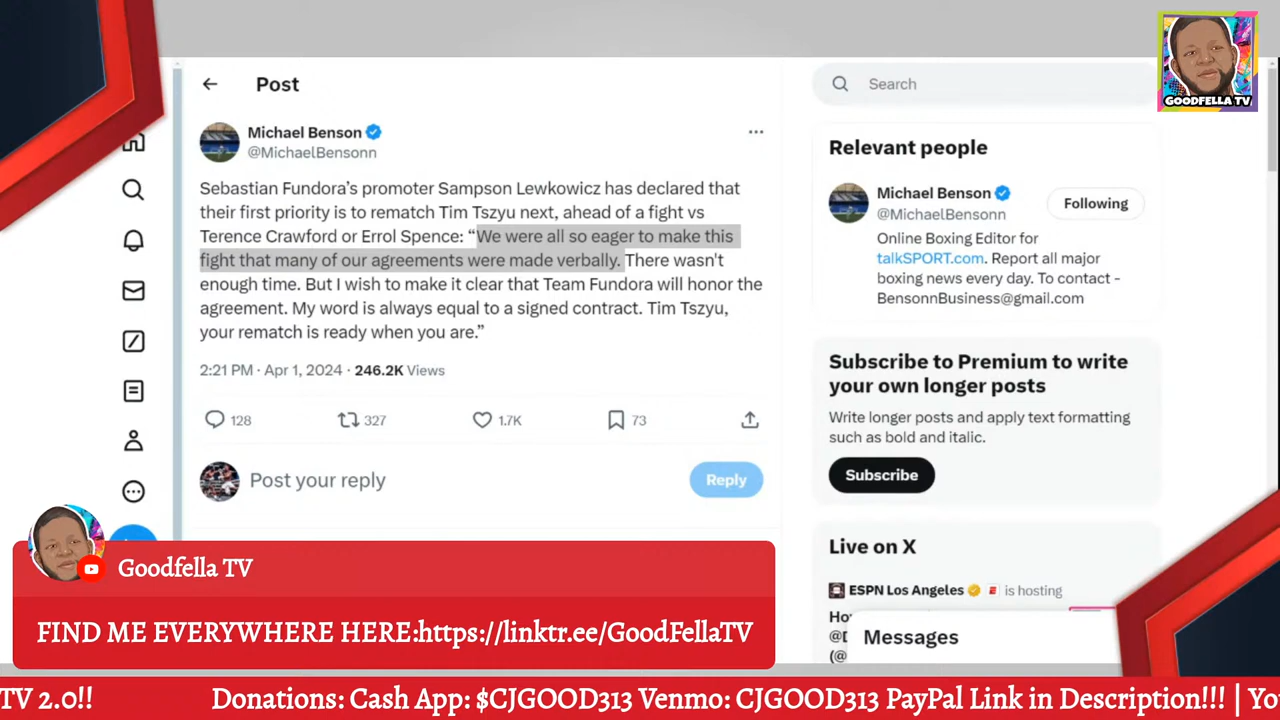 GOODFELLA TV
Post
Search
Michael Benson
@MichaelBensonn
Sebastian Fundora's promoter Sampson Lewkowicz has declared that
their first priority is to rematch Tim Tszyu next, ahead of a fight vs
Terence Crawford or Errol Spence: “We were all so eager to make this
fight that many of our agreements were made verbally. There wasn't
enough time. But I wish to make it clear that Team Fundora will honor the
agreement. My word is always equal to a signed contract. Tim Tszyu,
your rematch is ready when you are.”
2:21 PM · Apr 1, 2024 · 246.2K Views
128 327 1.7K 73
Post your reply
Reply
Relevant people
Michael Benson
@MichaelBensonn
Following
Online Boxing Editor for
talkSPORT.com. Report all major
boxing news every day. To contact -
BensonnBusiness@gmail.com
Subscribe to Premium to write
your own longer posts
Write longer posts and apply text formatting
such as bold and italic.
Subscribe
Live on X
ESPN Los Angeles is hosting
@D
(@
Messages
Goodfella TV
FIND ME EVERYWHERE HERE:https://linktr.ee/GoodFellaTV
TV 2.0!! Donations: Cash App: $CJGOOD313 Venmo: CJGOOD313 PayPal Link in Description!!! | Yo